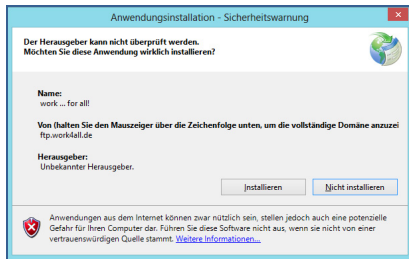 Anwendungsinstallation - Sicherheitswarnung
Der Herausgeber kann nicht überprüft werden.
Möchten Sie diese Anwendung wirklich installieren?
Name:
work ... for all!
Von (halten Sie den Mauszeiger über die Zeichenfolge unten, um die vollständige Domäne anzuzei
ftp.work4all.de
Herausgeber:
Unbekannter Herausgeber.
Installieren
Nicht installieren
Anwendungen aus dem Internet können zwar nützlich sein, stellen jedoch auch eine potenzielle
Gefahr für Ihren Computer dar. Führen Sie diese Software nicht aus, wenn sie nicht von einer
vertrauenswürdigen Quelle stammt. Weitere Informationen...